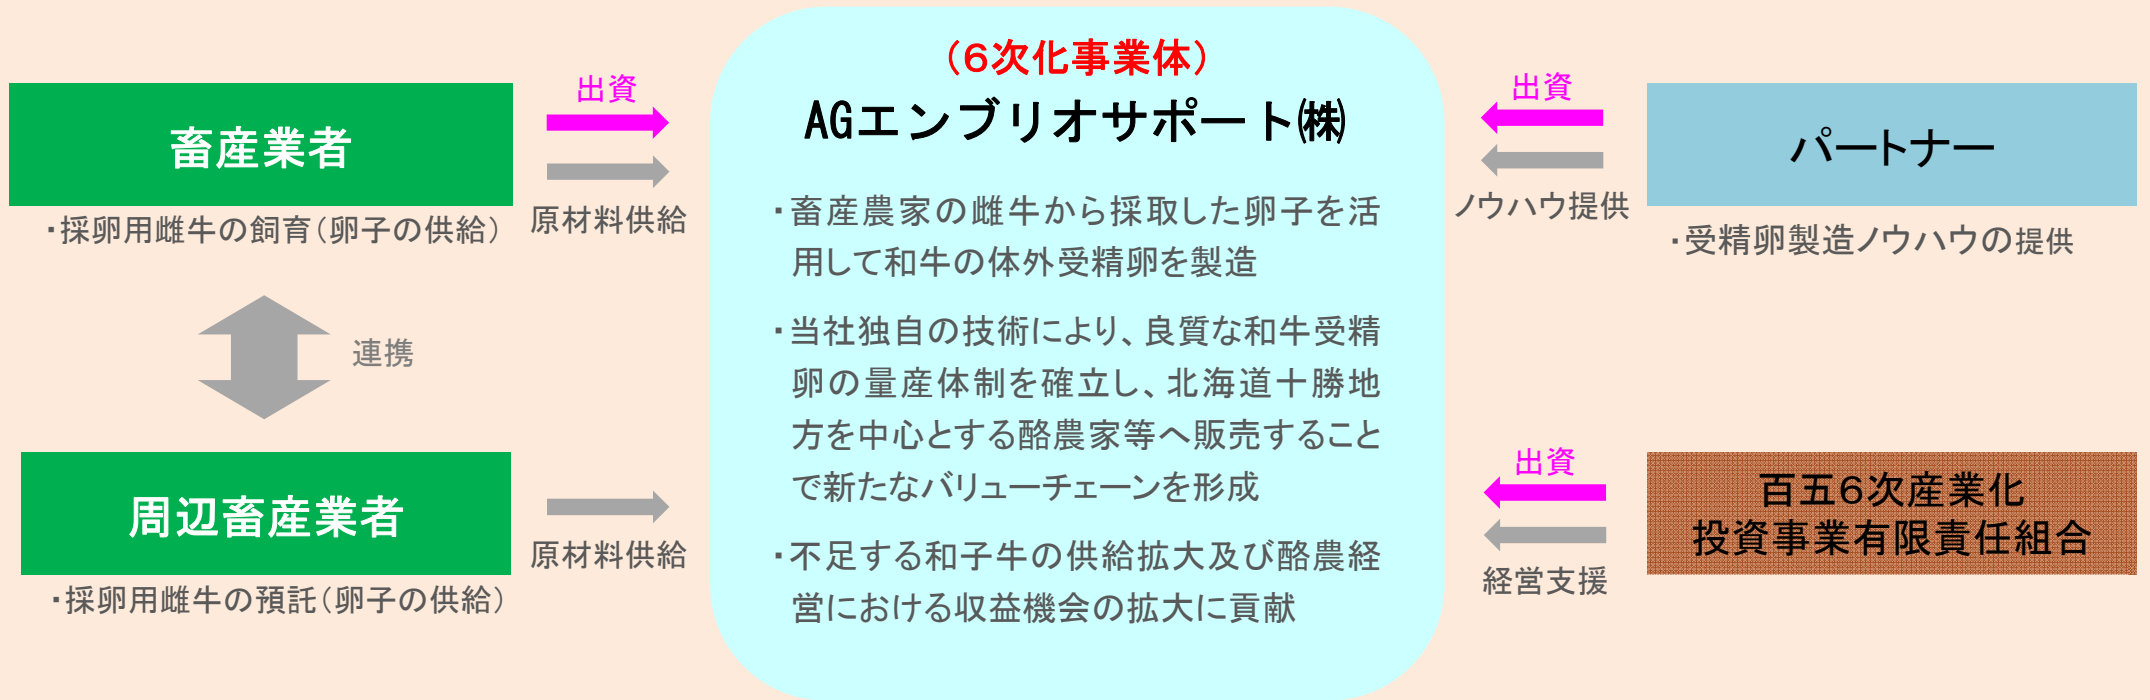 畜産業者
・採卵用雌牛の飼育(卵子の供給)
出資
原材料供給
連携
周辺畜産業者
・採卵用雌牛の預託(卵子の供給)
原材料供給
(6次化事業体)
AGエンブリオサポート㈱
・畜産農家の雌牛から採取した卵子を活
用して和牛の体外受精卵を製造
・当社独自の技術により、良質な和牛受精
卵の量産体制を確立し、北海道十勝地
方を中心とする酪農家等へ販売すること
で新たなバリューチェーンを形成
・不足する和子牛の供給拡大及び酪農経
営における収益機会の拡大に貢献
出資
ノウハウ提供
パートナー
・受精卵製造ノウハウの提供
出資
経営支援
百五6次産業化
投資事業有限責任組合